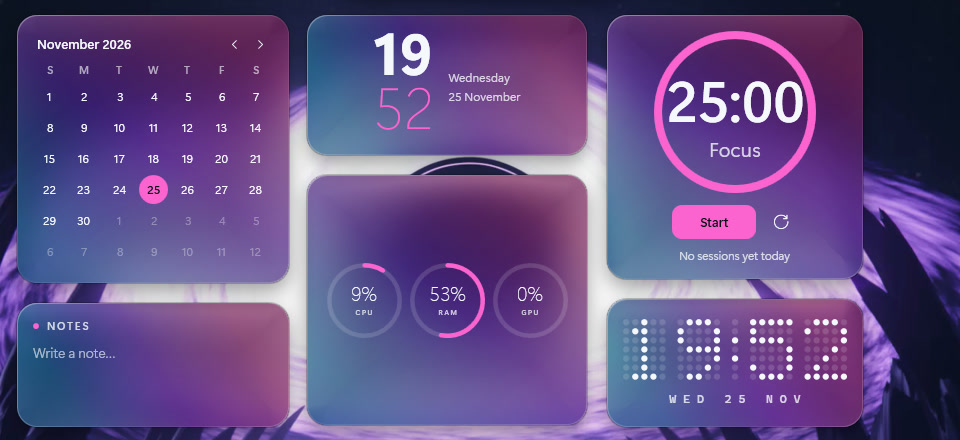 November 2026
S M T W T F S
1 2 3 4 5 6 7
8 9 10 11 12 13 14
15 16 17 18 19 20 21
22 23 24 25 26 27 28
29 30 1 2 3 4 5
6 7 8 9 10 11 12
NOTES
Write a note...
19
52
Wednesday
25 November
9%
CPU
53%
RAM
0%
GPU
25:00
Focus
Start
No sessions yet today
19:52
WED 25 NOV